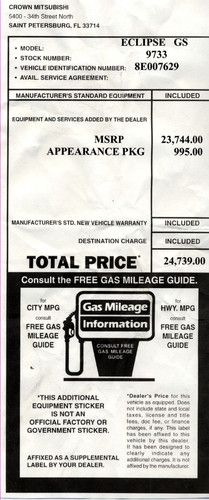 CROWN MITSUBISHI
5400 - 34th Street North
SAINT PETERSBURG, FL 33714
• MODEL: ECLIPSE GS
• STOCK NUMBER: 9733
• VEHICLE IDENTIFICATION NUMBER: 8E007629
• AVAIL. SERVICE AGREEMENT:
MANUFACTURER'S STANDARD EQUIPMENT INCLUDED
EQUIPMENT AND SERVICES ADDED BY THE DEALER
MSRP 23,744.00
APPEARANCE PKG 995.00
MANUFACTURER'S STD. NEW VEHICLE WARRANTY INCLUDED
DESTINATION CHARGE INCLUDED
TOTAL PRICE* 24,739.00
Consult the FREE GAS MILEAGE GUIDE.
for
CITY MPG
consult
FREE GAS
MILEAGE
GUIDE
Gas Mileage
Information
CONSULT FREE
GAS MILEAGE
GUIDE
for
HWY. MPG
consult
FREE GAS
MILEAGE
GUIDE
*THIS ADDITIONAL
EQUIPMENT STICKER
IS NOT AN
OFFICIAL FACTORY OR
GOVERNMENT STICKER.
AFFIXED AS A SUPPLEMENTAL
LABEL BY YOUR DEALER.
*Dealer's Price for this
vehicle as equipped. Does
not include state and local
taxes, license and title
fees, doc fee, or finance
charges, if any. This label
has been affixed to this
vehicle by this dealer.
It has been designed to
clearly indicate any
additional charges. It is not
affixed by the manufacturer.